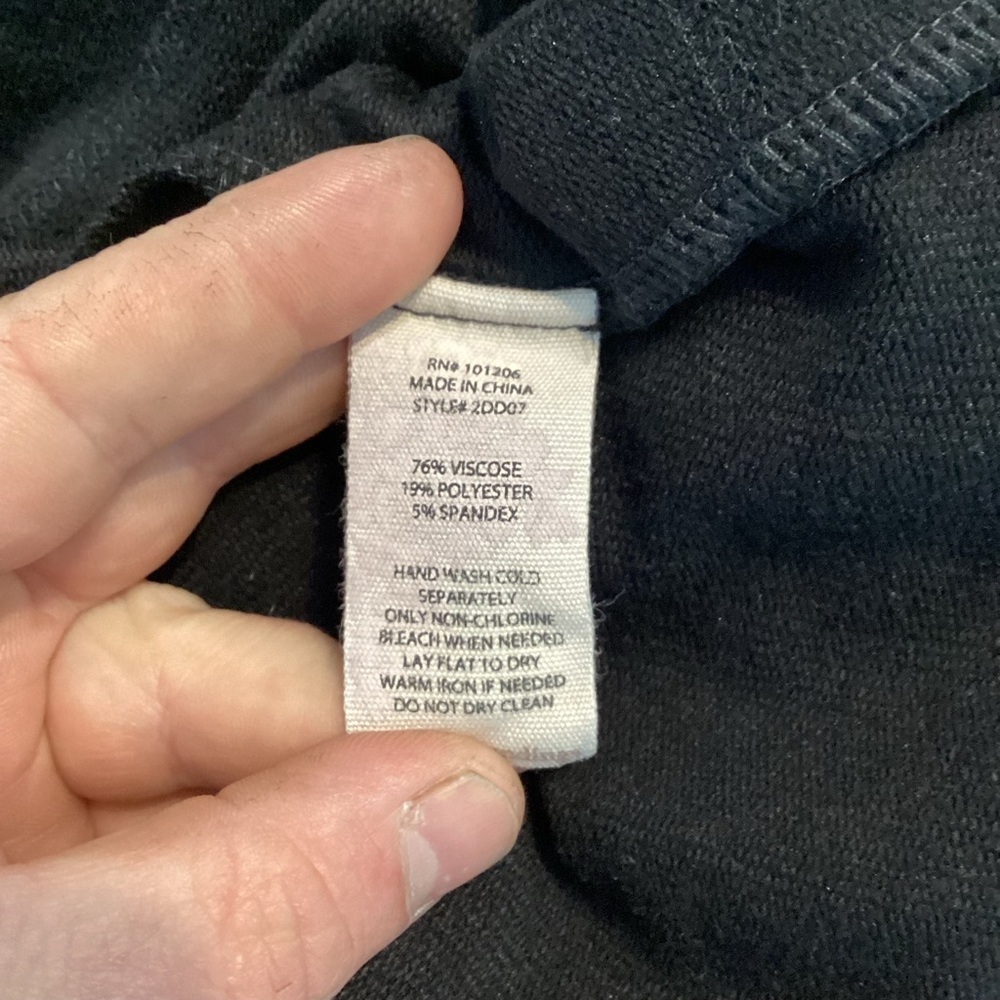 RN# 101206
MADE IN CHINA
STYLE# 2DD07
76% VISCOSE
19% POLYESTER
5% SPANDEX
HAND WASH COLD
SEPARATELY
ONLY NON-CHLORINE
BLEACH WHEN NEEDED
LAY FLAT TO DRY
WARM IRON IF NEEDED
DO NOT DRY CLEAN